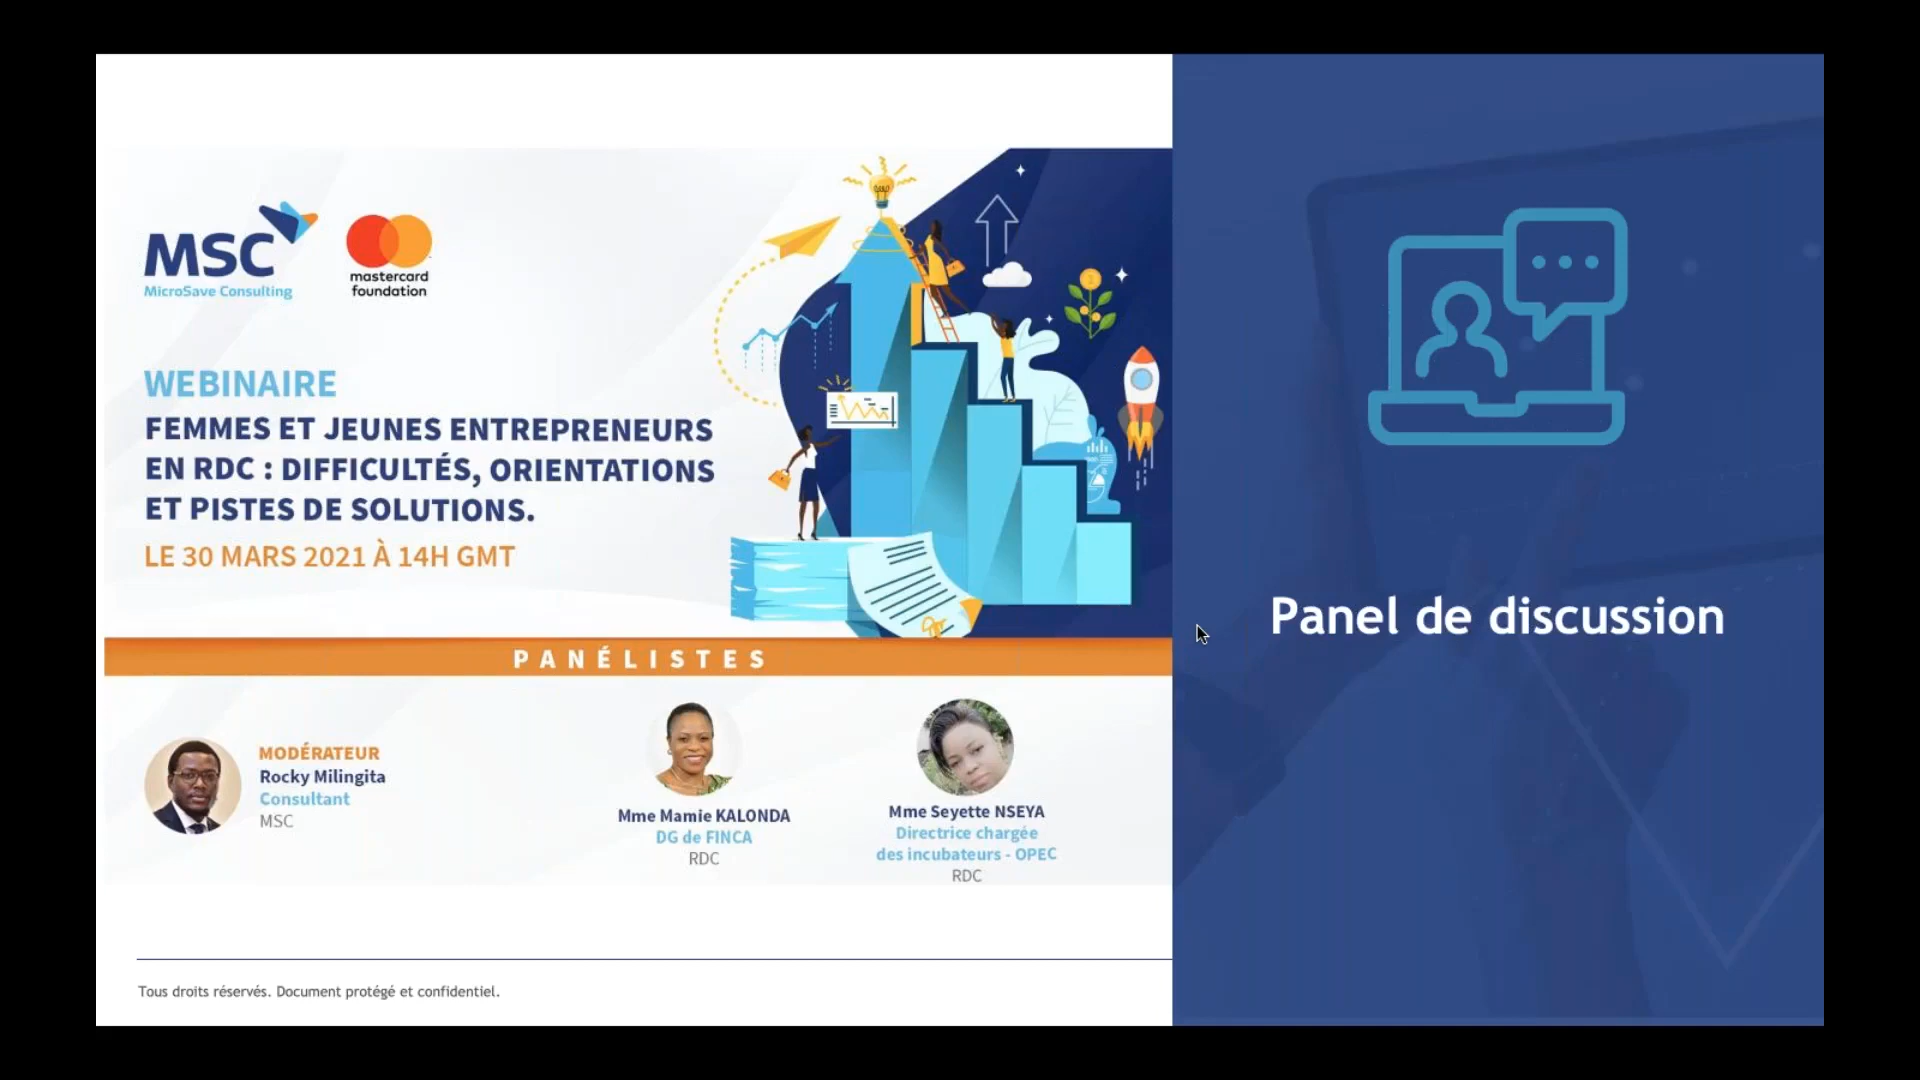 MSC
MicroSave Consulting
mastercard
foundation
WEBINAIRE
FEMMES ET JEUNES ENTREPRENEURS
EN RDC : DIFFICULTÉS, ORIENTATIONS
ET PISTES DE SOLUTIONS.
LE 30 MARS 2021 À 14H GMT
PANÉLISTES
MODÉRATEUR
Rocky Milingita
Consultant
MSC
Mme Mamie KALONDA
DG de FINCA
RDC
Mme Seyette NSEYA
Directrice chargée
des incubateurs - OPEC
RDC
Tous droits réservés. Document protégé et confidentiel.
Panel de discussion